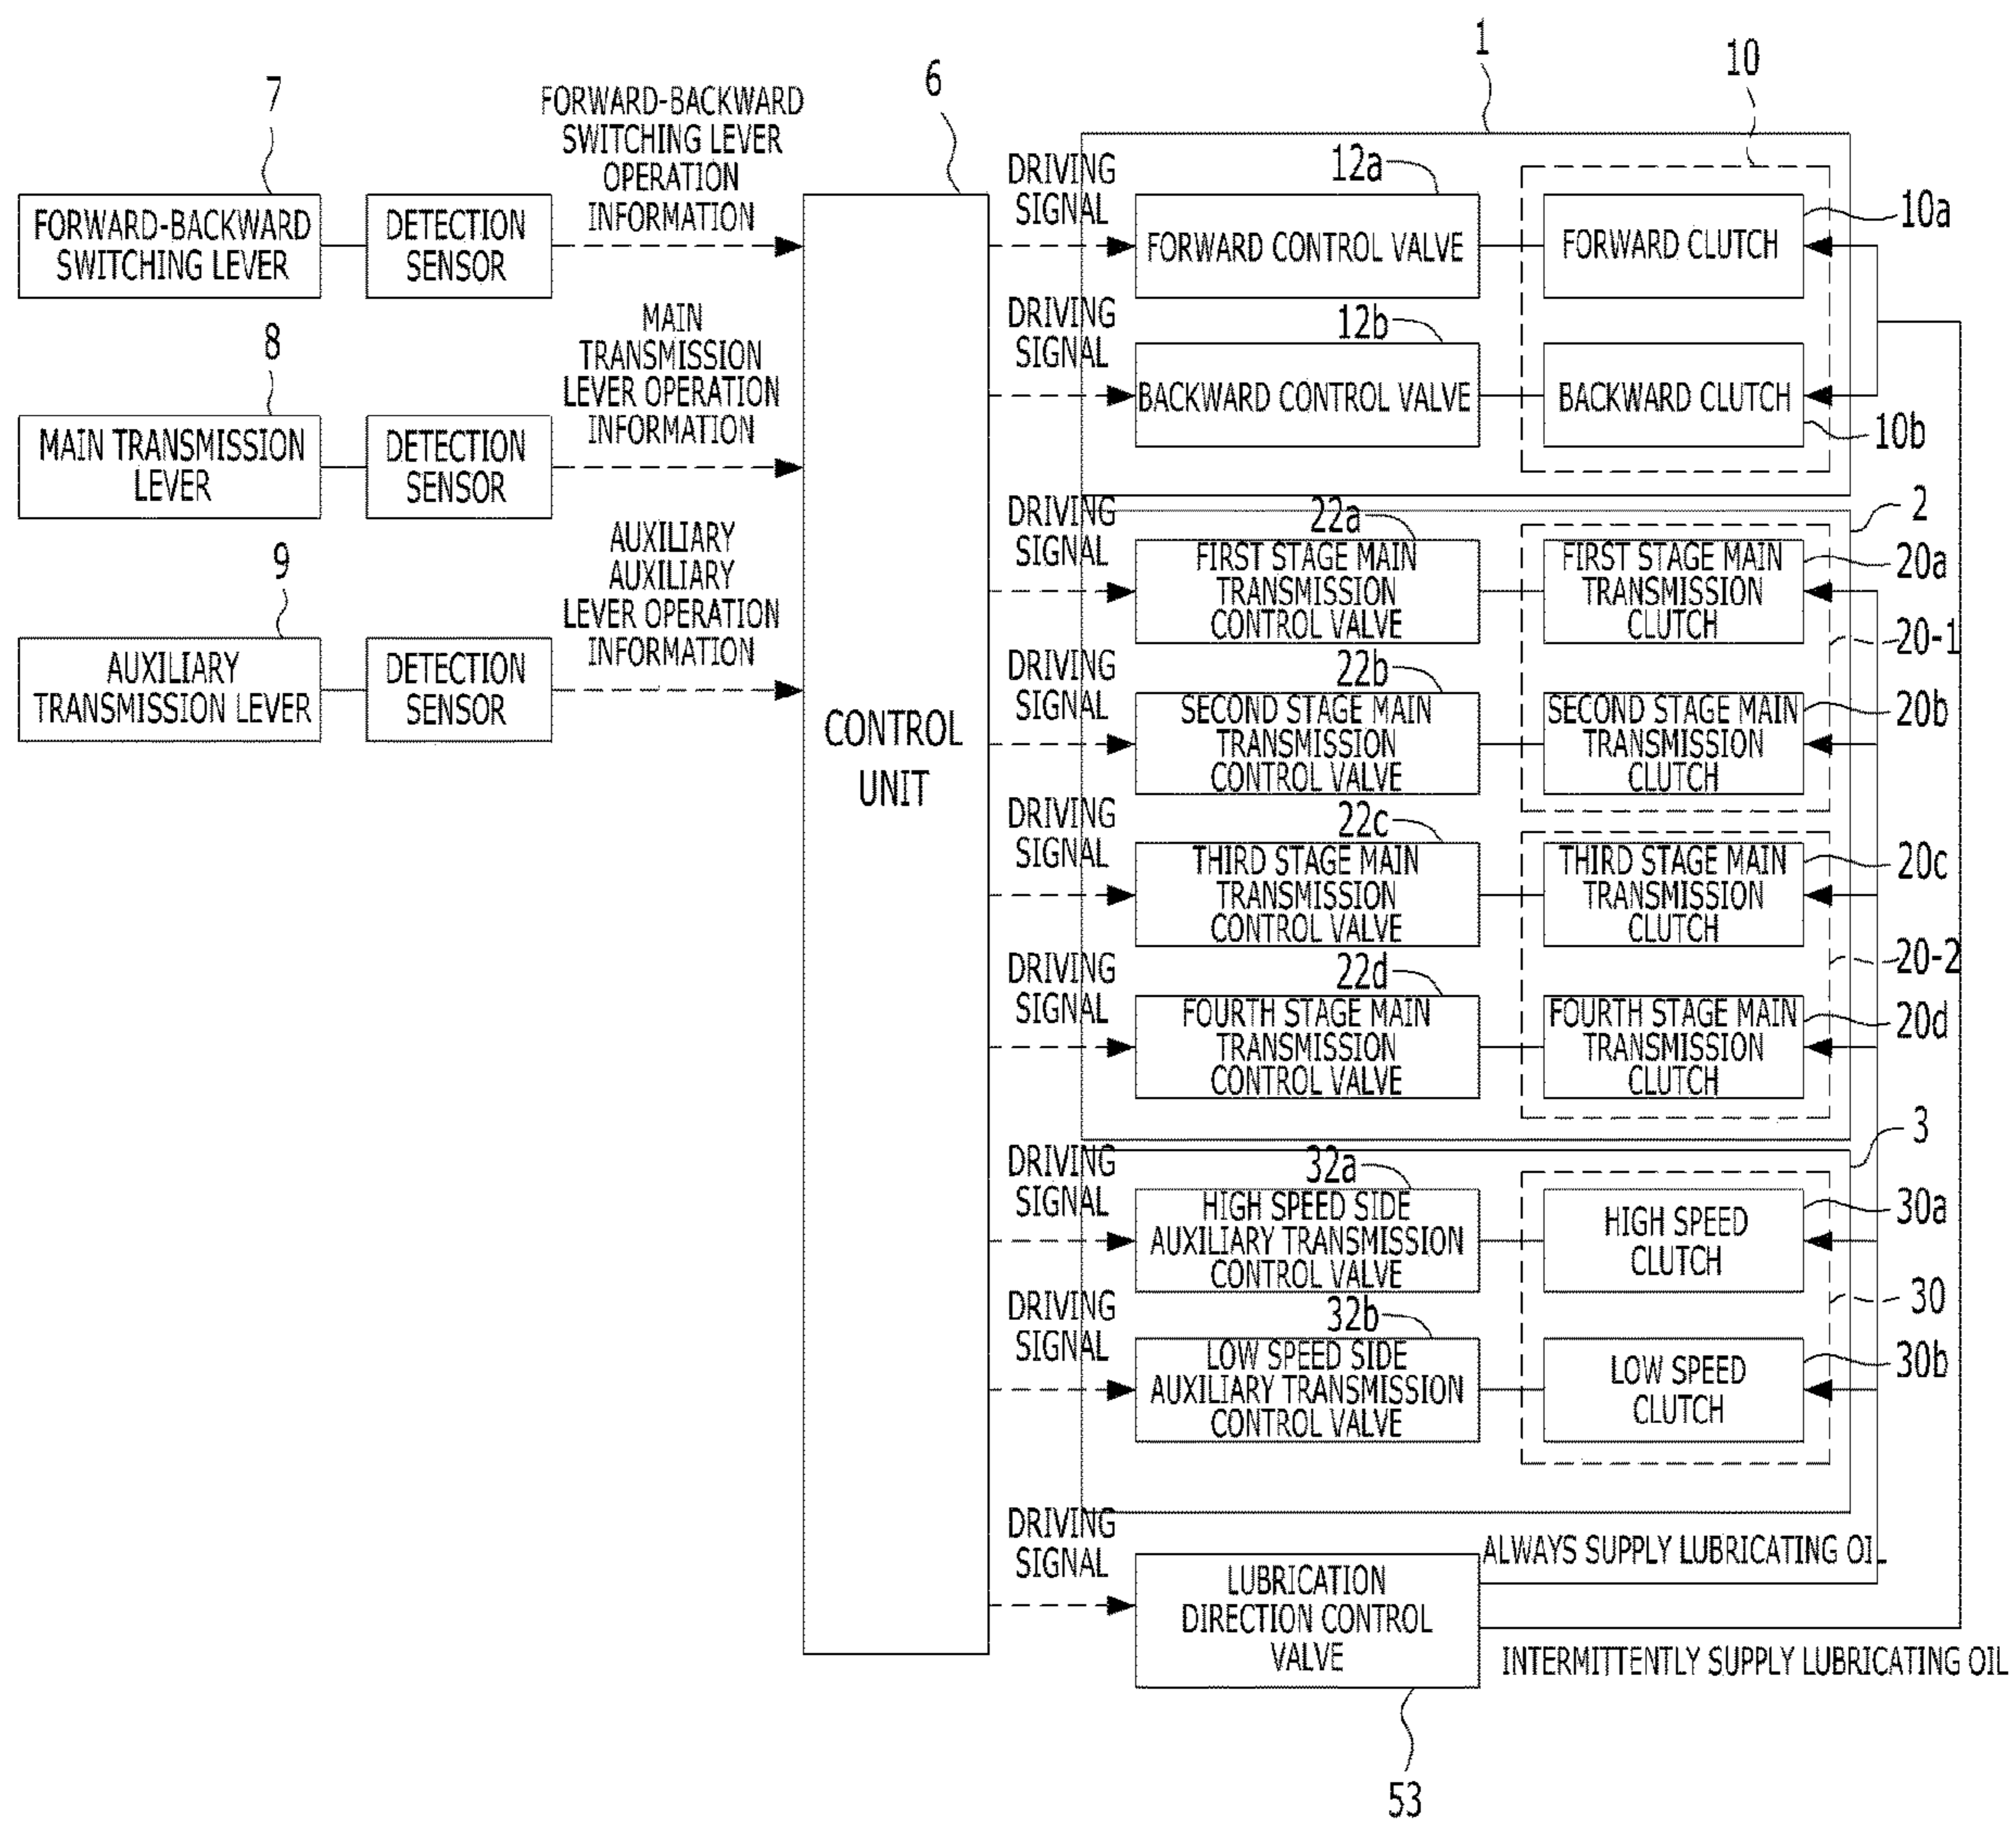 1
10
7
6
FORWARD-BACKWARD
SWITCHING LEVER
OPERATION
INFORMATION
DRIVING
SIGNAL
12a
FORWARD-BACKWARD
SWITCHING LEVER
DETECTION
SENSOR
FORWARD CONTROL VALVE
FORWARD CLUTCH
10a
8
MAIN
TRANSMISSION
LEVER OPERATION
INFORMATION
DRIVING
SIGNAL
12b
BACKWARD CONTROL VALVE
BACKWARD CLUTCH
10b
MAIN TRANSMISSION
LEVER
DETECTION
SENSOR
9
AUXILIARY
AUXILIARY
LEVER OPERATION
INFORMATION
DRIVING
SIGNAL
22a
2
FIRST STAGE MAIN
TRANSMISSION
CONTROL VALVE
FIRST STAGE MAIN
TRANSMISSION
CLUTCH
20a
20-1
AUXILIARY
TRANSMISSION LEVER
DETECTION
SENSOR
CONTROL
UNIT
DRIVING
SIGNAL
22b
SECOND STAGE MAIN
TRANSMISSION
CONTROL VALVE
SECOND STAGE MAIN
TRANSMISSION
CLUTCH
20b
DRIVING
SIGNAL
22c
THIRD STAGE MAIN
TRANSMISSION
CONTROL VALVE
THIRD STAGE MAIN
TRANSMISSION
CLUTCH
20c
20-2
DRIVING
SIGNAL
22d
FOURTH STAGE MAIN
TRANSMISSION
CONTROL VALVE
FOURTH STAGE MAIN
TRANSMISSION
CLUTCH
20d
3
DRIVING
SIGNAL
32a
HIGH SPEED SIDE
AUXILIARY TRANSMISSION
CONTROL VALVE
HIGH SPEED
CLUTCH
30a
30
DRIVING
SIGNAL
32b
LOW SPEED SIDE
AUXILIARY TRANSMISSION
CONTROL VALVE
LOW SPEED
CLUTCH
30b
DRIVING
SIGNAL
LUBRICATION
DIRECTION CONTROL
VALVE
ALWAYS SUPPLY LUBRICATING OIL
INTERMITTENTLY SUPPLY LUBRICATING OIL
53